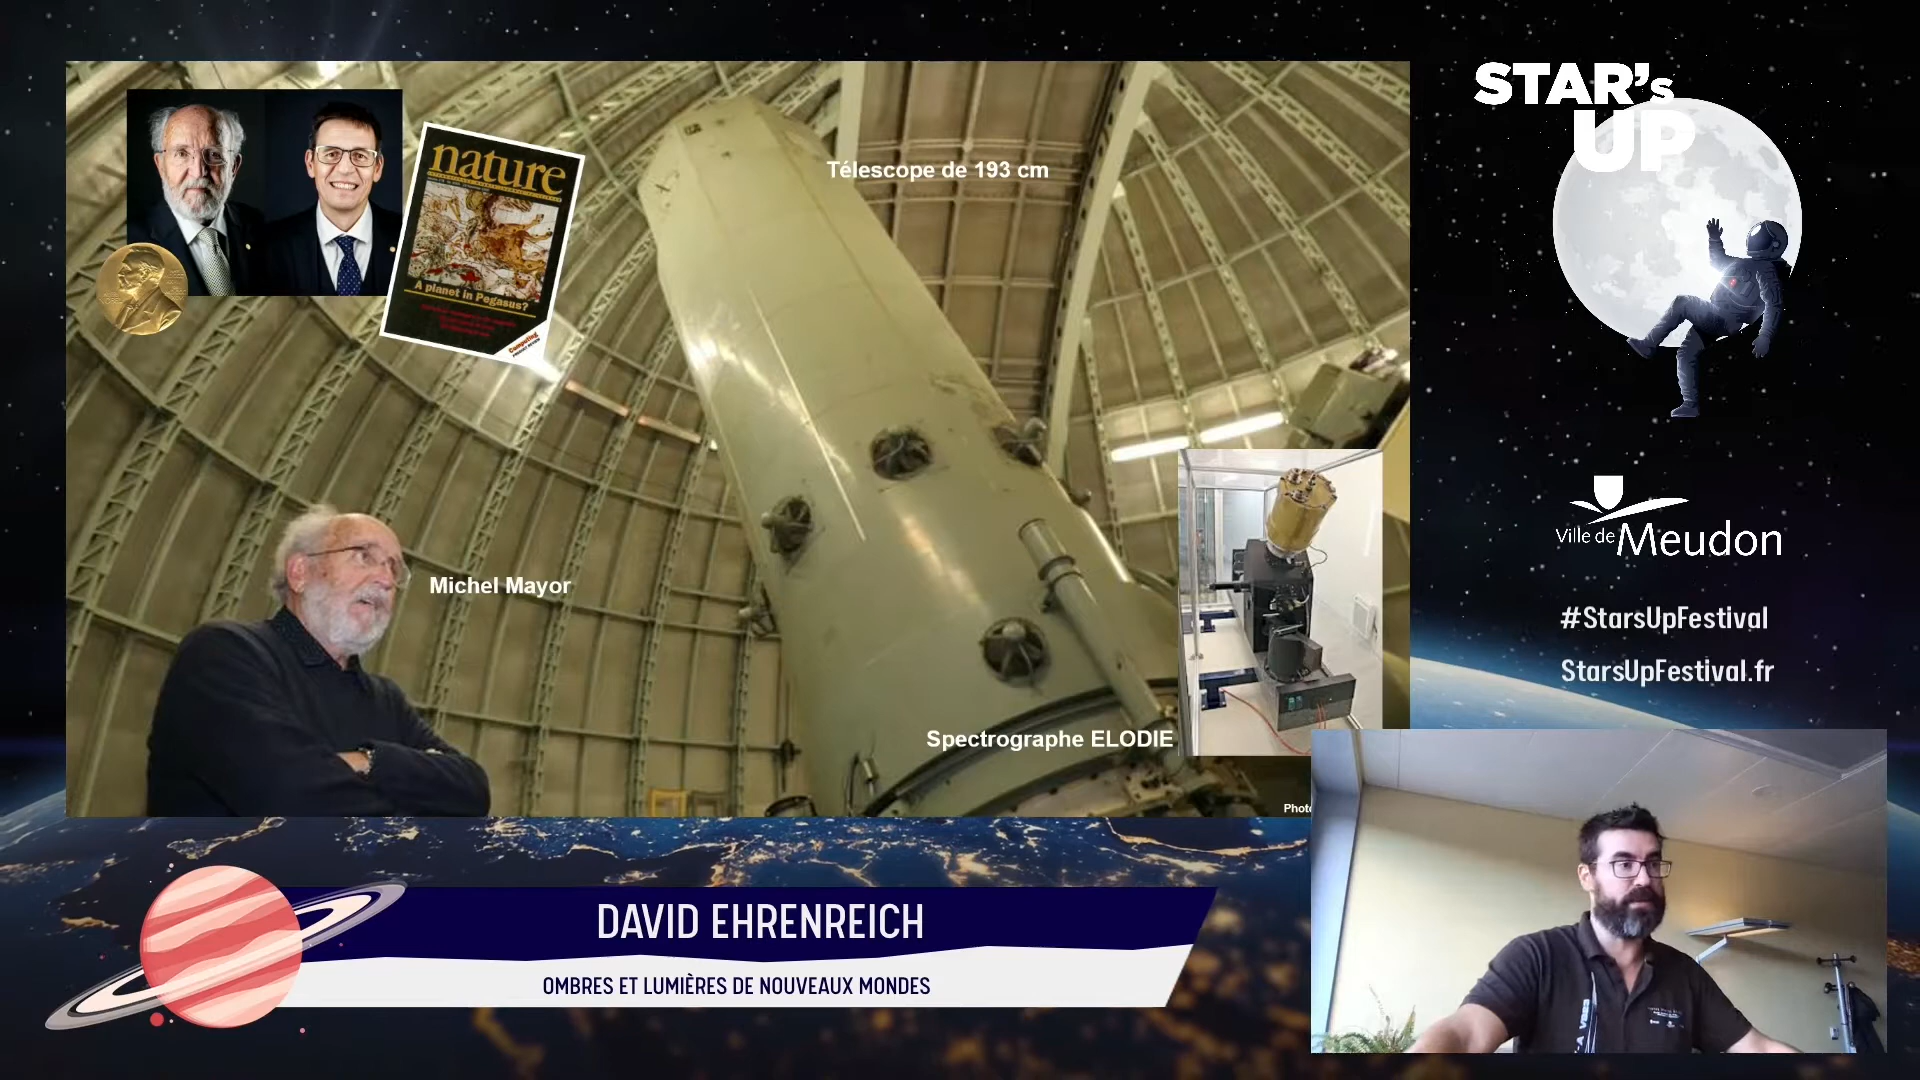 STAR's
UP
nature
Télescope de 193 cm
A planet in Pegasus?
Computing
Michel Mayor
Spectrographe ELODIE
Ville de Meudon
#StarsUpFestival
StarsUpFestival.fr
DAVID EHRENREICH
OMBRES ET LUMIÈRES DE NOUVEAUX MONDES